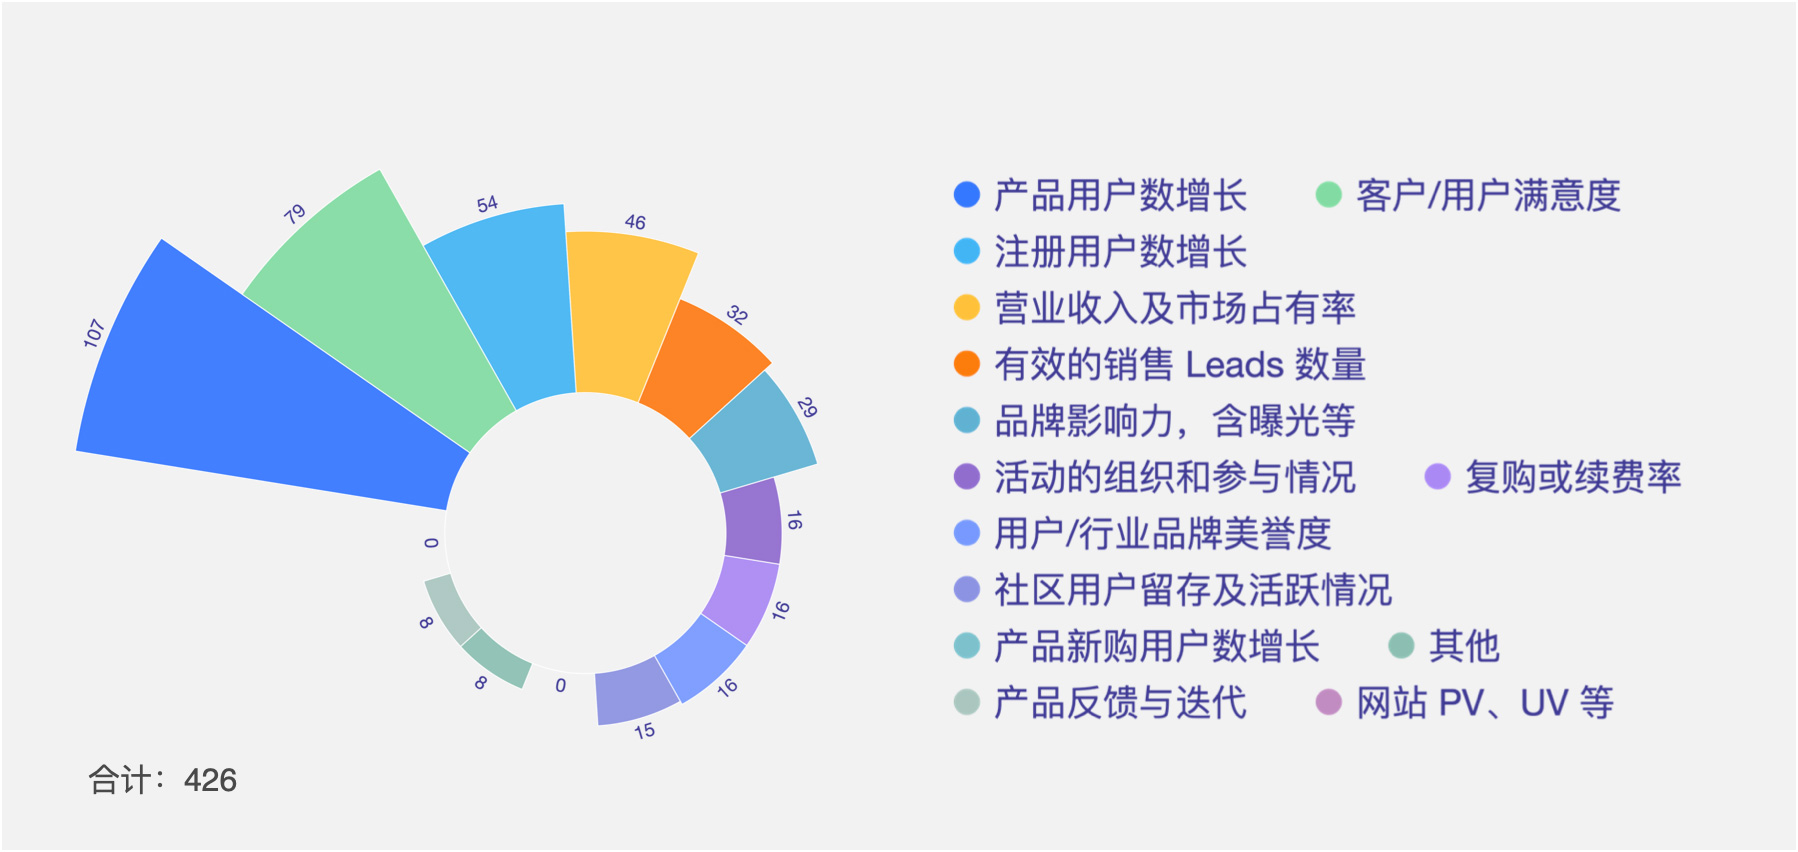 107
79
54
46
32
29
16
16
16
15
0
8
8
0
产品用户数增长 客户/用户满意度
注册用户数增长
营业收入及市场占有率
有效的销售 Leads 数量
品牌影响力，含曝光等
活动的组织和参与情况 复购或续费率
用户/行业品牌美誉度
社区用户留存及活跃情况
产品新购用户数增长 其他
产品反馈与迭代 网站 PV、UV 等
合计：426